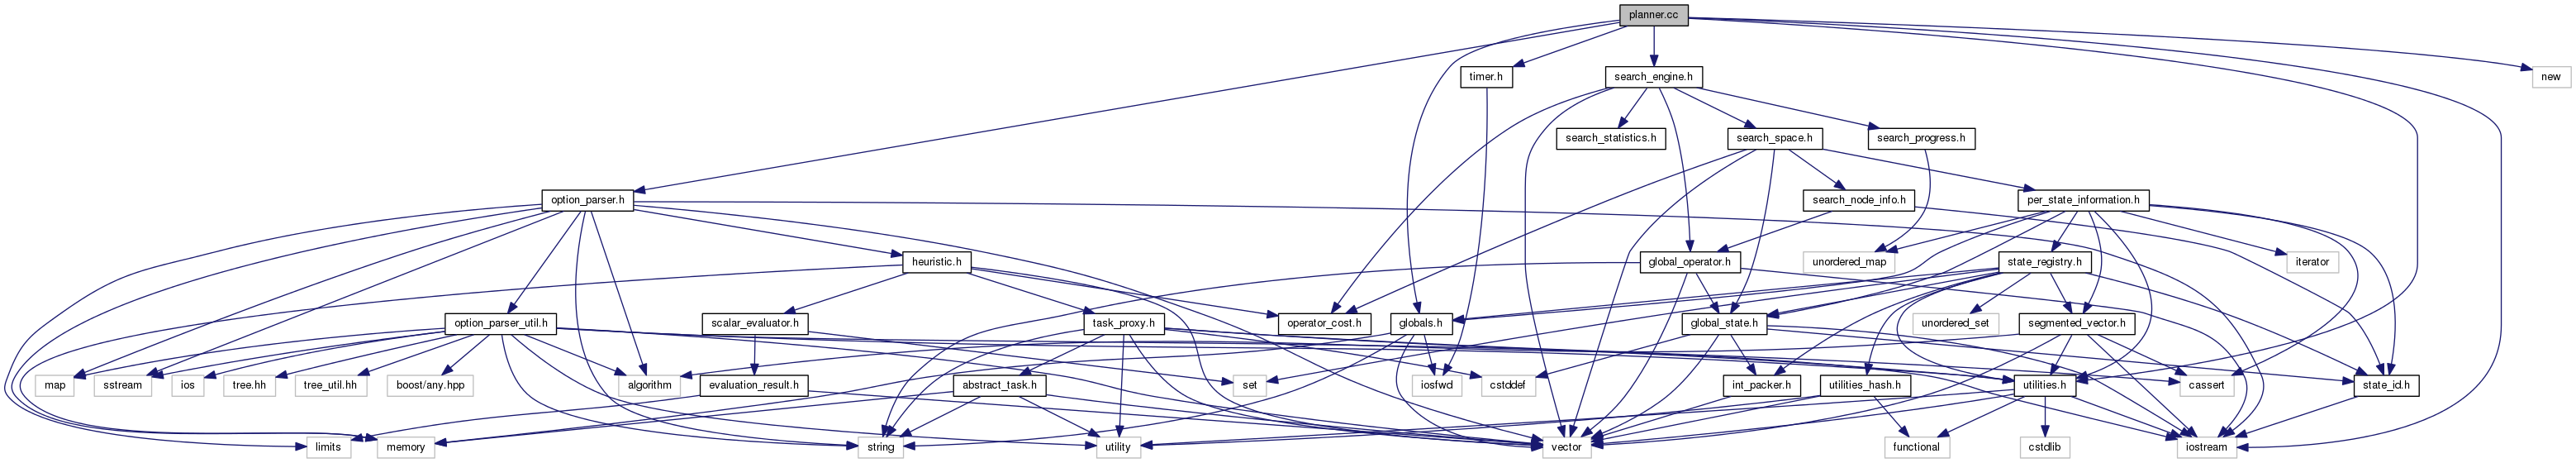 planner.cc
timer.h
search_engine.h
new
search_statistics.h
search_space.h
search_progress.h
option_parser.h
search_node_info.h
per_state_information.h
heuristic.h
global_operator.h
unordered_map
state_registry.h
iterator
option_parser_util.h
scalar_evaluator.h
task_proxy.h
operator_cost.h
globals.h
global_state.h
unordered_set
segmented_vector.h
map
sstream
ios
tree.hh
tree_util.hh
boost/any.hpp
algorithm
evaluation_result.h
set
abstract_task.h
iosfwd
cstddef
int_packer.h
utilities_hash.h
utilities.h
cassert
state_id.h
limits
memory
string
utility
vector
functional
cstdlib
iostream